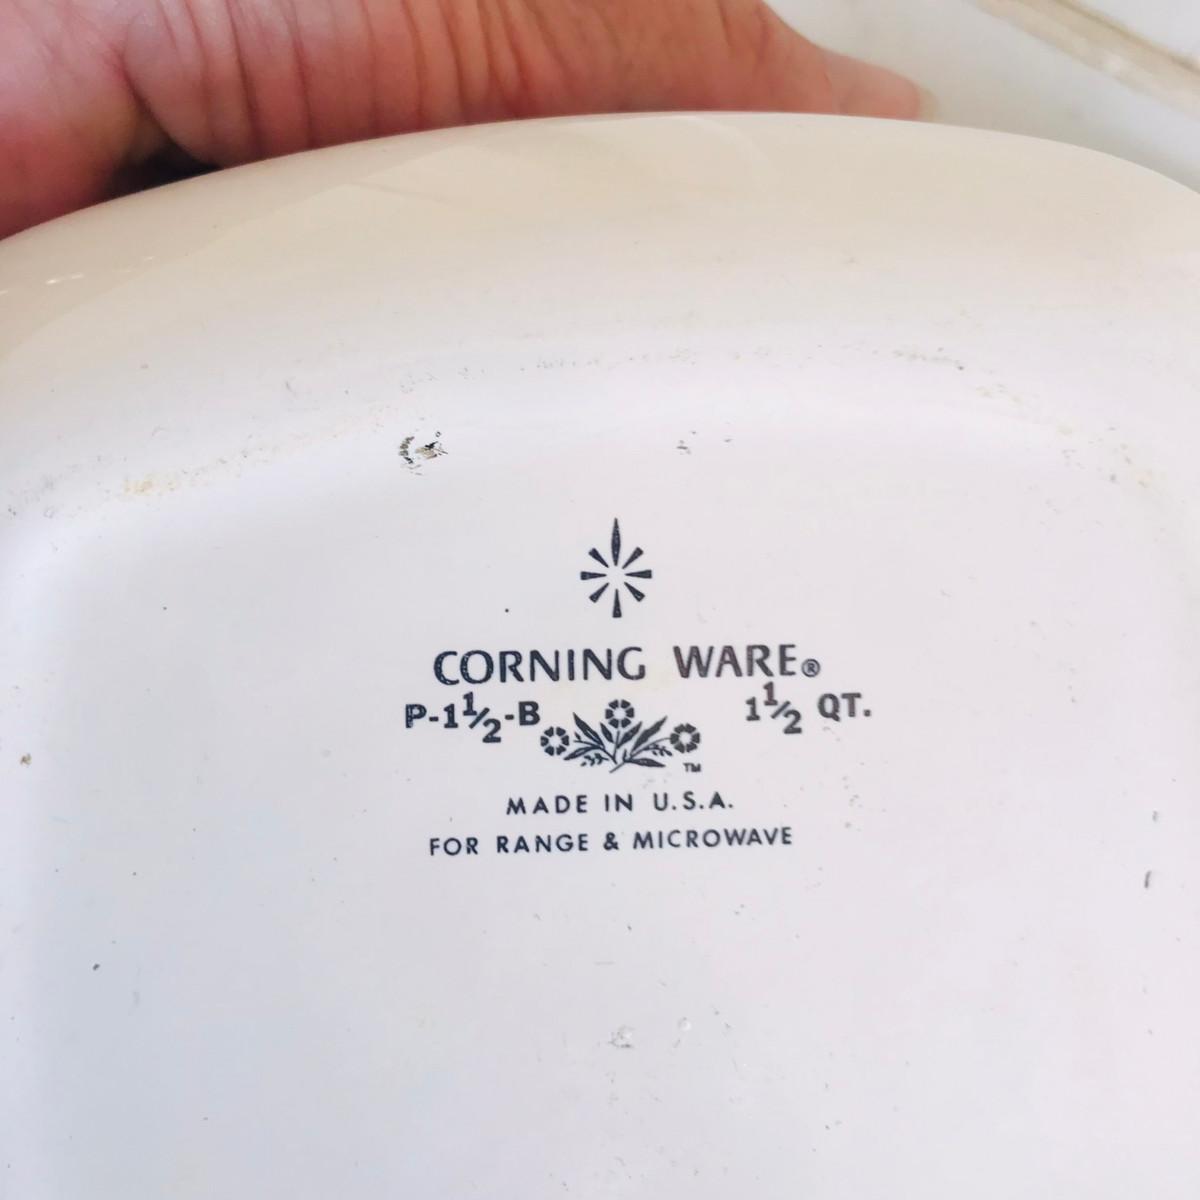 CORNING WARE®
P-1½-B 1½ QT.
TM
MADE IN U.S.A.
FOR RANGE & MICROWAVE